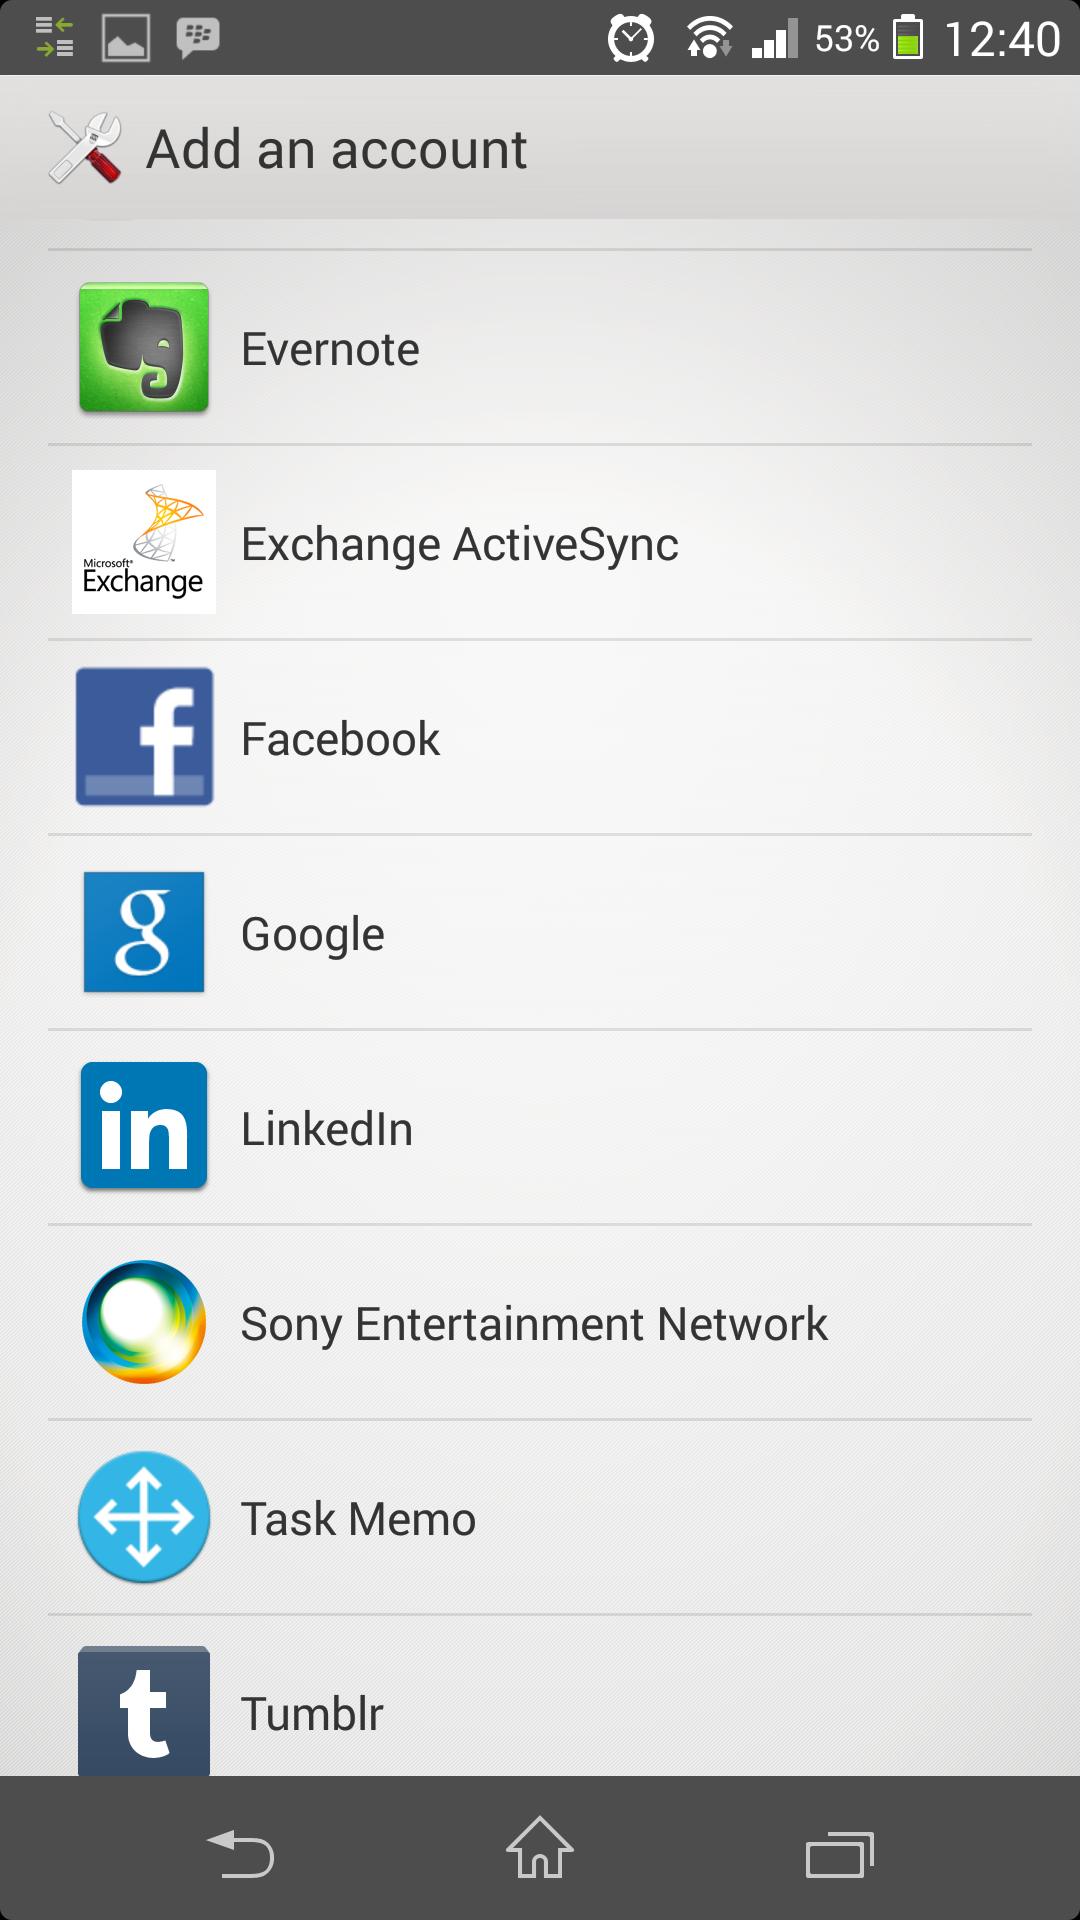 53% 12:40
Add an account
Evernote
Microsoft®
Exchange
Exchange ActiveSync
f
Facebook
g
Google
in
LinkedIn
Sony Entertainment Network
Task Memo
t
Tumblr